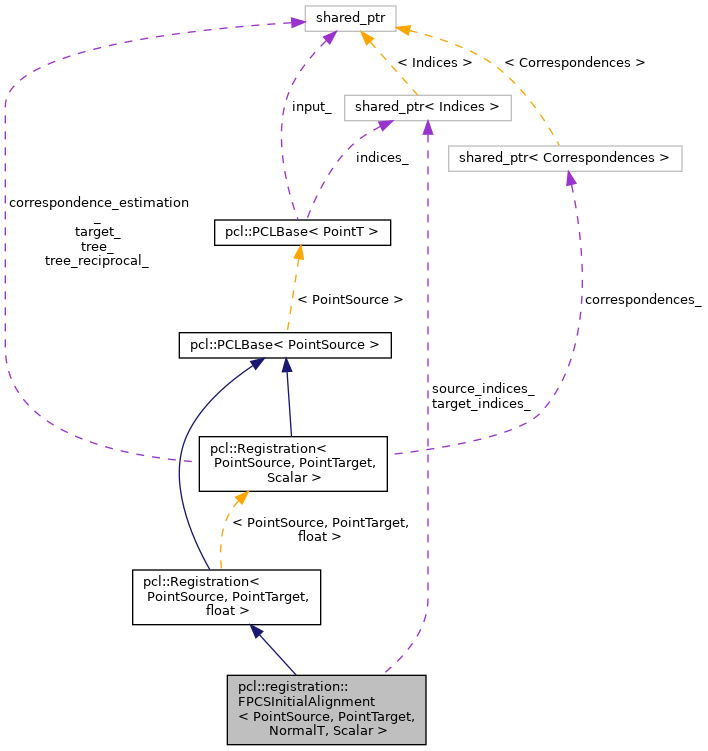 shared_ptr
< Indices >
< Correspondences >
input_
shared_ptr< Indices >
indices_
shared_ptr< Correspondences >
correspondence_estimation
_
target_
tree_
tree_reciprocal_
pcl::PCLBase< PointT >
< PointSource >
correspondences_
pcl::PCLBase< PointSource >
source_indices_
target_indices_
pcl::Registration<
PointSource, PointTarget,
Scalar >
< PointSource, PointTarget,
float >
pcl::Registration<
PointSource, PointTarget,
float >
pcl::registration::
FPCSInitialAlignment
< PointSource, PointTarget,
NormalT, Scalar >